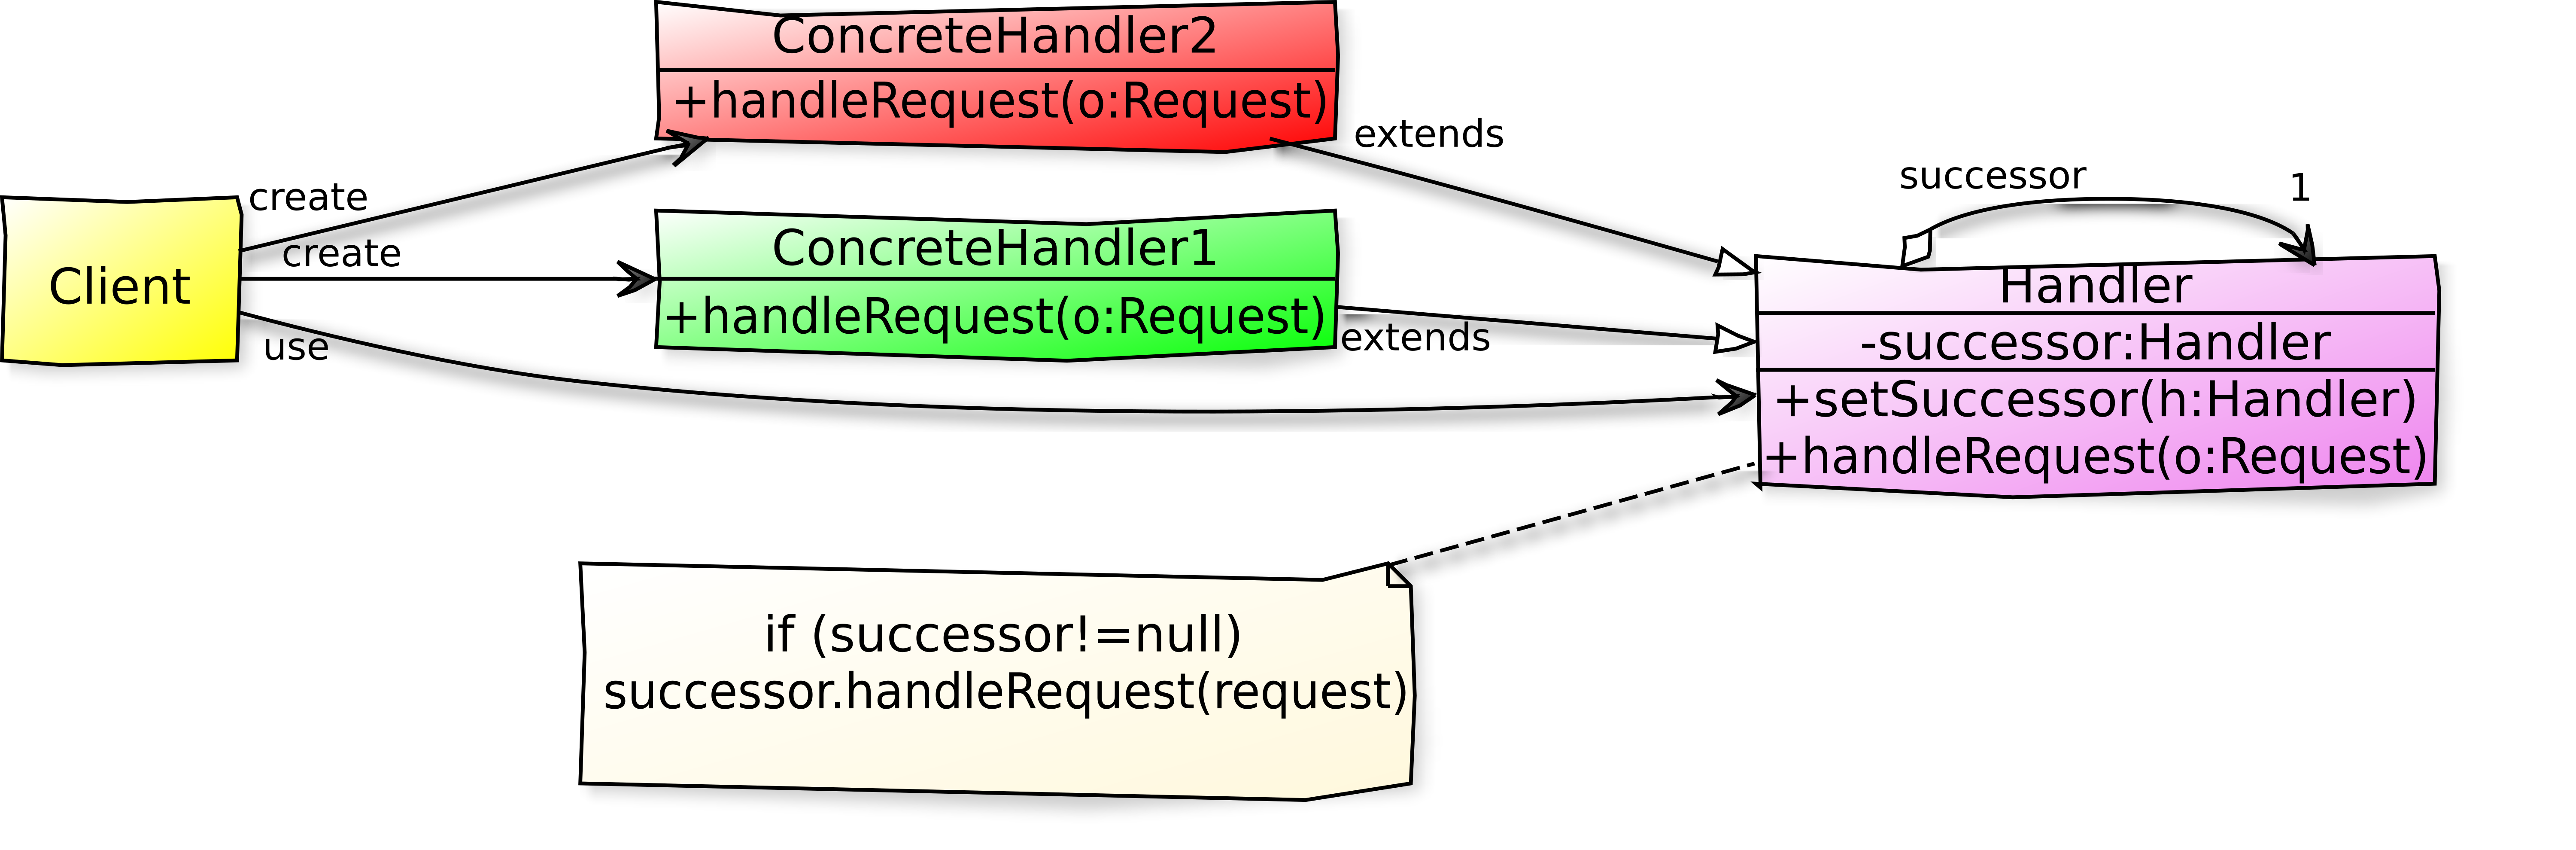 ConcreteHandler2
+handleRequest(o:Request)
extends
create
create
Client
use
ConcreteHandler1
+handleRequest(o:Request)
extends
successor
1
Handler
-successor:Handler
+setSuccessor(h:Handler)
+handleRequest(o:Request)
if (successor!=null)
successor.handleRequest(request)